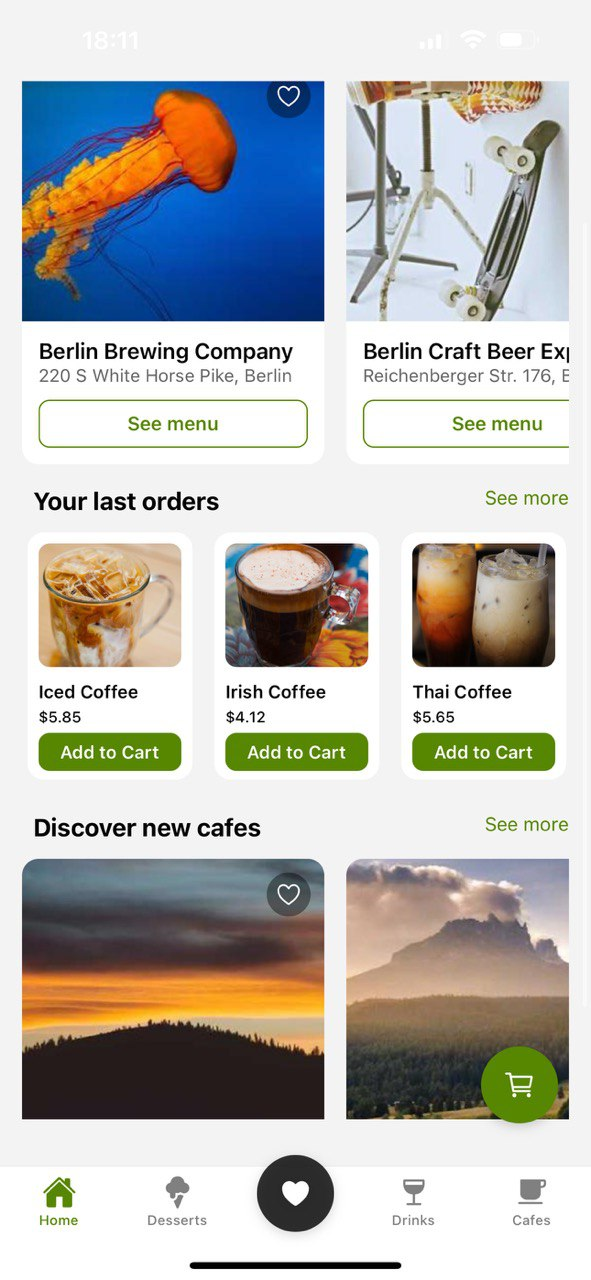 18:11
Berlin Brewing Company
220 S White Horse Pike, Berlin
See menu
Berlin Craft Beer Exp
Reichenberger Str. 176, B
See menu
Your last orders
See more
Iced Coffee
$5.85
Add to Cart
Irish Coffee
$4.12
Add to Cart
Thai Coffee
$5.65
Add to Cart
Discover new cafes
See more
Home
Desserts
Drinks
Cafes